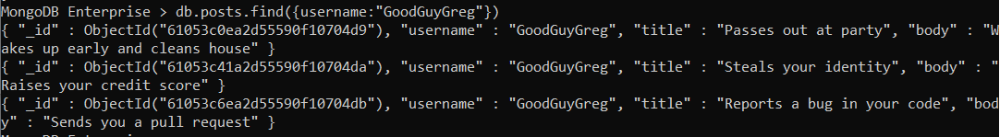 MongoDB Enterprise > db.posts.find({username:"GoodGuyGreg"})
{ "_id" : ObjectId("61053c0ea2d55590f10704d9"), "username" : "GoodGuyGreg", "title" : "Passes out at party", "body" : "W
akes up early and cleans house" }
{ "_id" : ObjectId("61053c41a2d55590f10704da"), "username" : "GoodGuyGreg", "title" : "Steals your identity", "body" : "
Raises your credit score" }
{ "_id" : ObjectId("61053c6ea2d55590f10704db"), "username" : "GoodGuyGreg", "title" : "Reports a bug in your code", "bod
y" : "Sends you a pull request" }